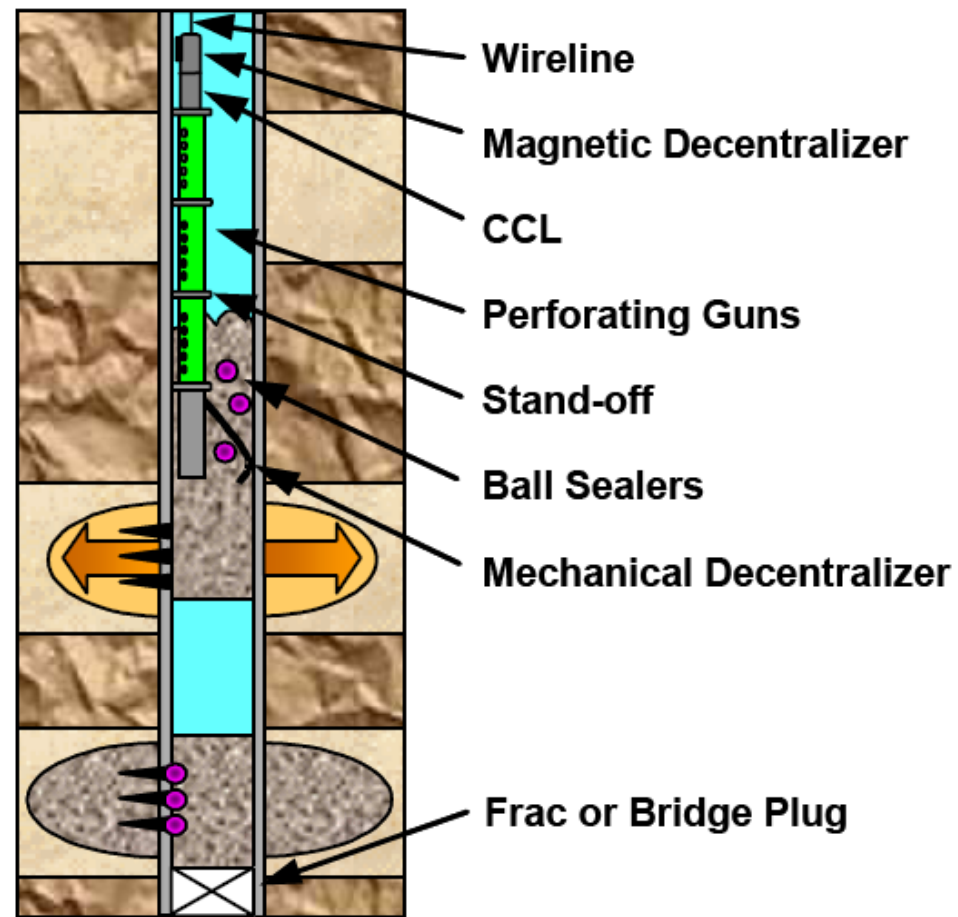 Wireline
Magnetic Decentralizer
CCL
Perforating Guns
Stand-off
Ball Sealers
Mechanical Decentralizer
Frac or Bridge Plug